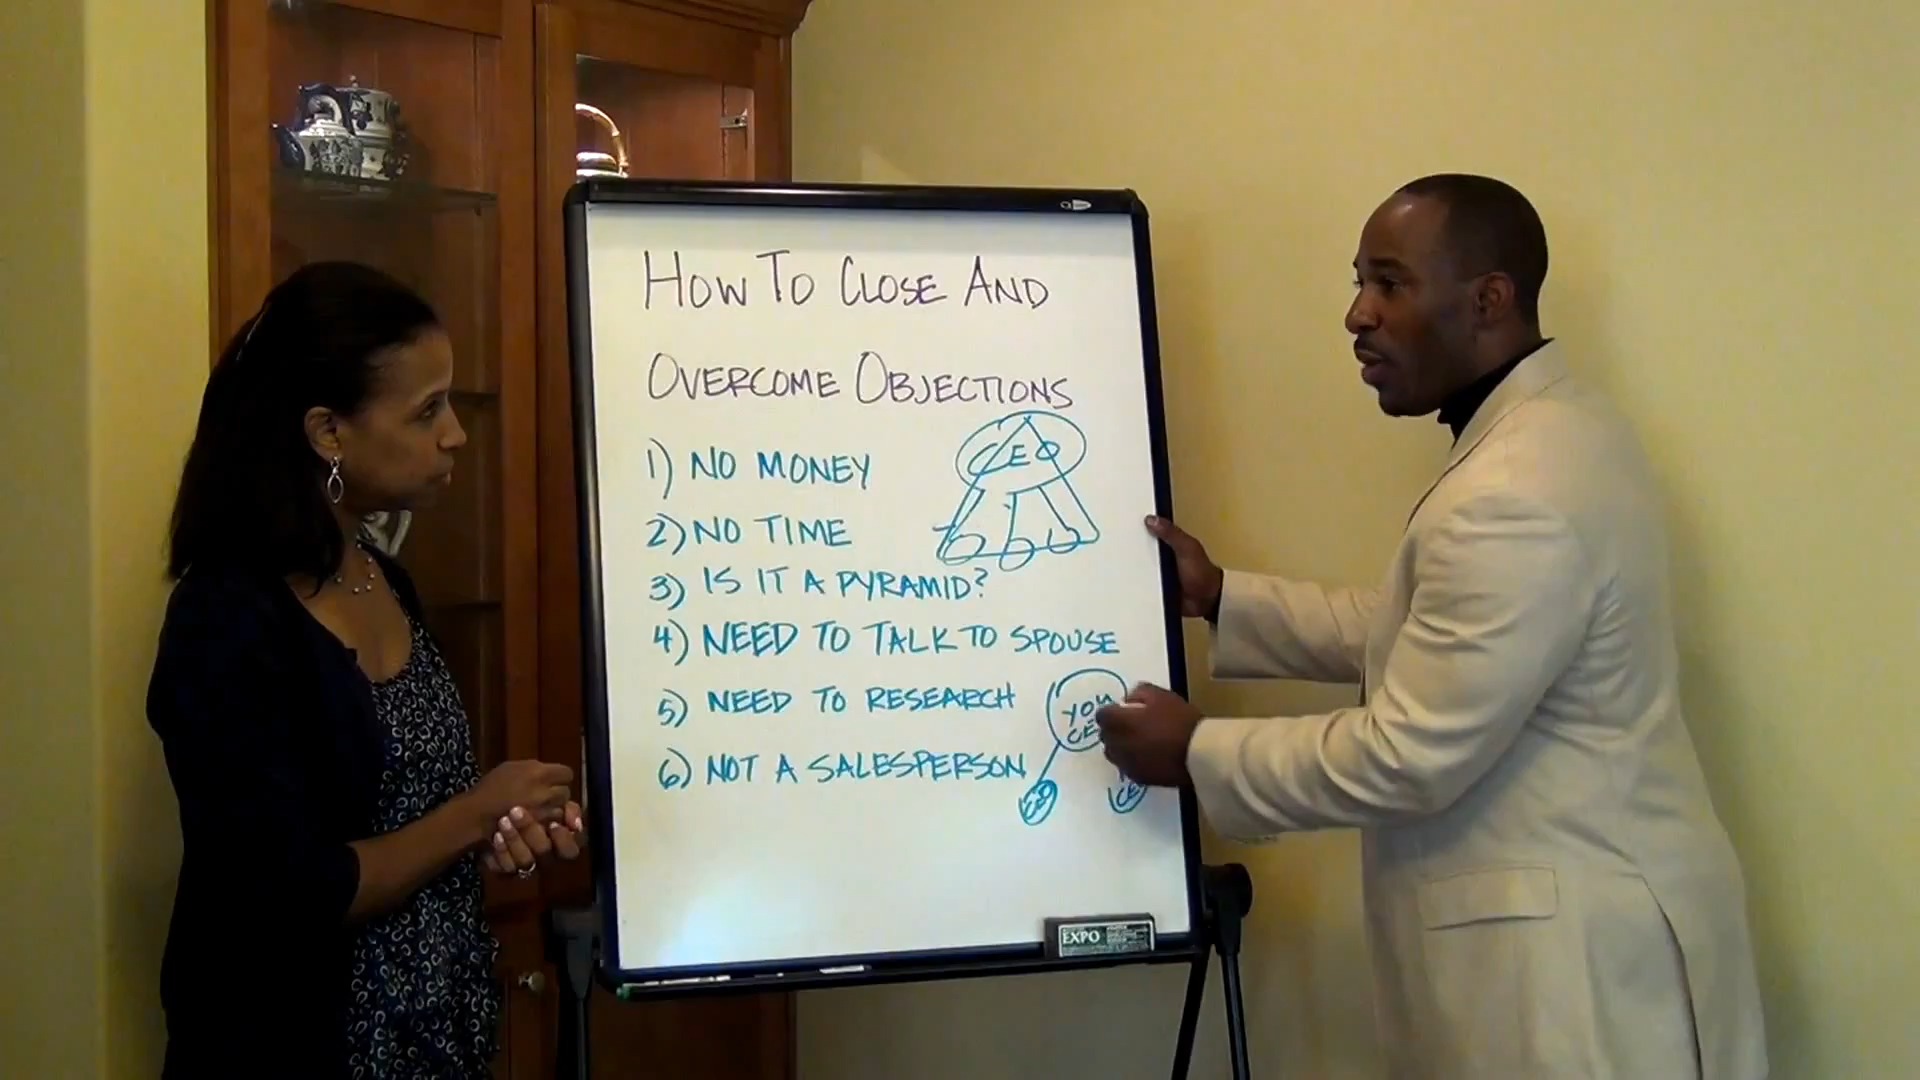 HOW TO CLOSE AND
OVERCOME OBJECTIONS
1) NO MONEY
CEO
2) NO TIME
3) IS IT A PYRAMID?
4) NEED TO TALK TO SPOUSE
5) NEED TO RESEARCH
YOU
6) NOT A SALESPERSON
CEO
EXPO